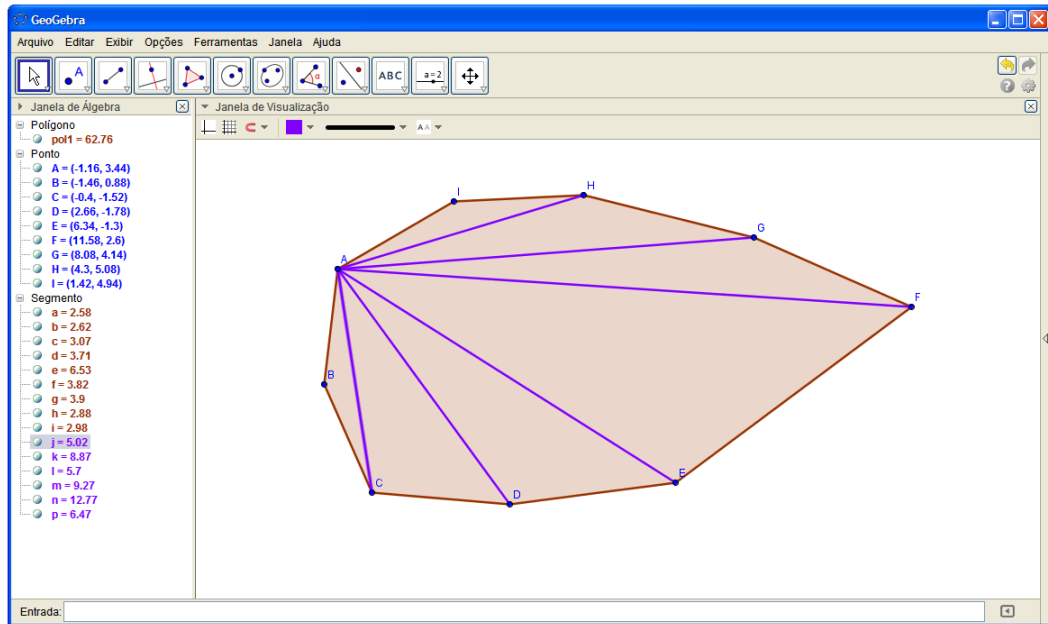 GeoGebra
Arquivo Editar Exibir Opções Ferramentas Janela Ajuda
A
α
ABC
a=2
Janela de Álgebra
Janela de Visualização
A A
Polígono
pol1 = 62.76
Ponto
A = (-1.16, 3.44)
B = (-1.46, 0.88)
C = (-0.4, -1.52)
D = (2.66, -1.78)
E = (6.34, -1.3)
F = (11.58, 2.6)
G = (8.08, 4.14)
H = (4.3, 5.08)
I = (1.42, 4.94)
Segmento
a = 2.58
b = 2.62
c = 3.07
d = 3.71
e = 6.53
f = 3.82
g = 3.9
h = 2.88
i = 2.98
j = 5.02
k = 8.87
l = 5.7
m = 9.27
n = 12.77
p = 6.47
I
H
G
A
F
B
E
C
D
Entrada: